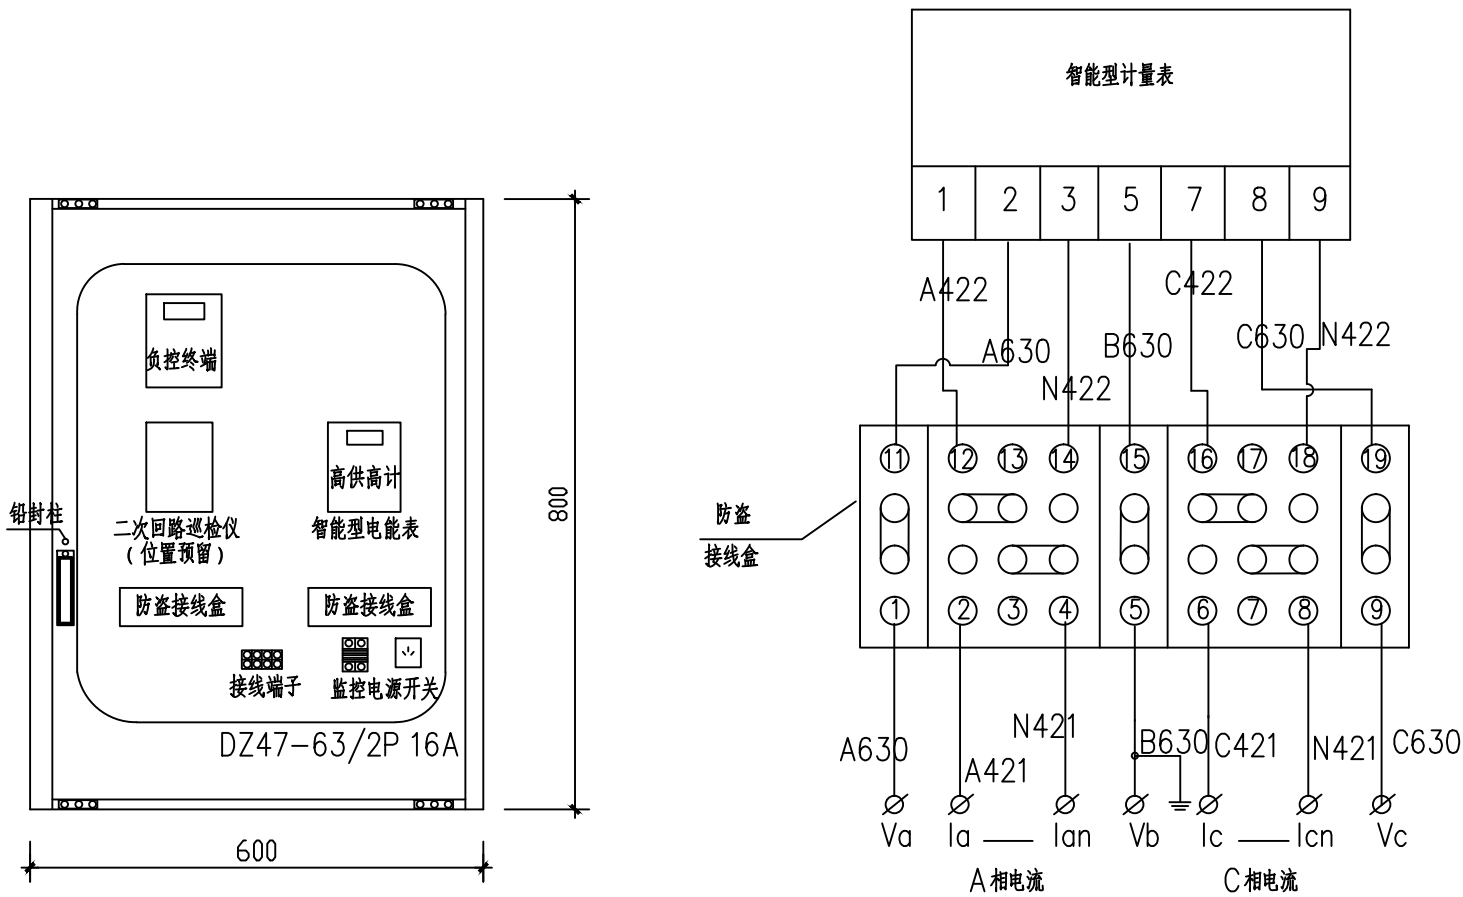 负控终端
高供高计
铅封柱
二次回路巡检仪
(位置预留)
智能型电能表
防盗接线盒
防盗接线盒
接线端子
监控电源开关
DZ47-63/2P 16A
800
600
智能型计量表
1 2 3 5 7 8 9
A422
C422
A630
B630
C630
N422
N422
11 12 13 14 15 16 17 18 19
防盗
接线盒
1 2 3 4 5 6 7 8 9
A630
A421
N421
B630
C421
N421
C630
Va Ia Ian Vb Ic Icn Vc
A相电流
C相电流